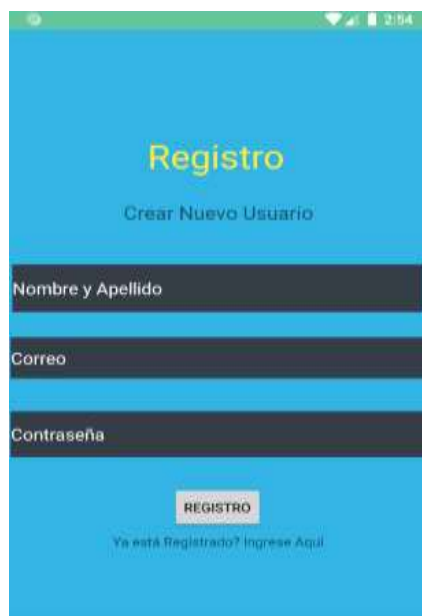 2:54
Registro
Crear Nuevo Usuario
Nombre y Apellido
Correo
Contraseña
REGISTRO
Ya está Registrado? Ingrese Aquí